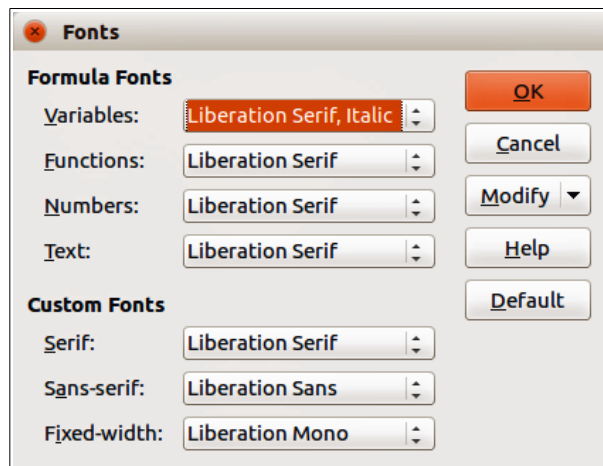 Fonts
Formula Fonts
Variables: Liberation Serif, Italic
Functions: Liberation Serif
Numbers: Liberation Serif
Text: Liberation Serif
Custom Fonts
Serif: Liberation Serif
Sans-serif: Liberation Sans
Fixed-width: Liberation Mono
OK
Cancel
Modify
Help
Default